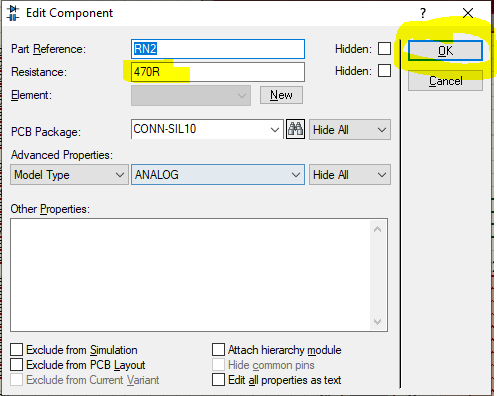 Edit Component ? ×
Part Reference: RN2 Hidden:
Resistance: 470R Hidden:
Element: New
PCB Package: CONN-SIL10 Hide All
Advanced Properties:
Model Type ANALOG Hide All
Other Properties:
Exclude from Simulation Attach hierarchy module
Exclude from PCB Layout Hide common pins
Exclude from Current Variant Edit all properties as text
OK
Cancel